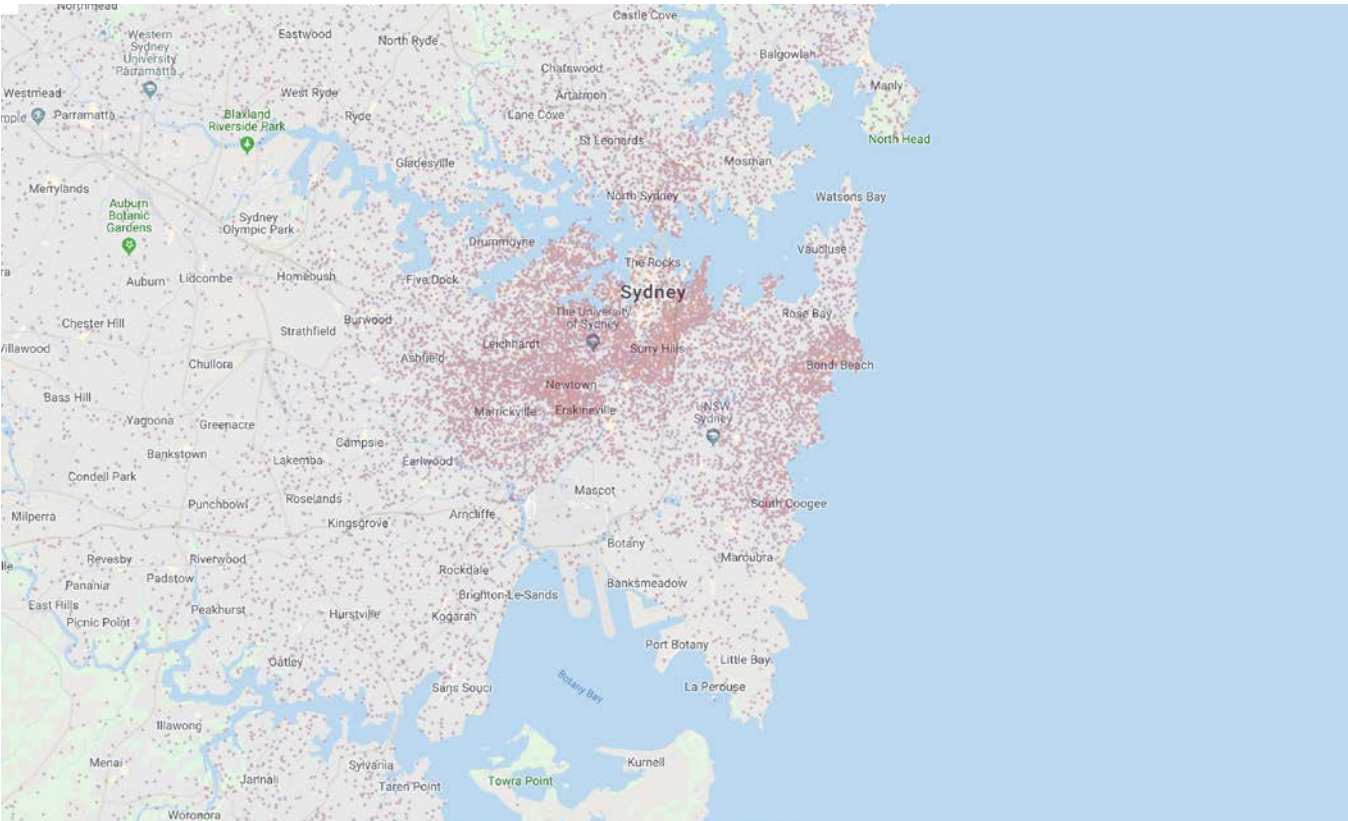 Northmead
Castle Cove
Western
Sydney
University
Parramatta...
Eastwood
North Ryde
Balgowlah
Chatswood
Manly
Westmead
West Ryde
Artarmon
mple
Parramatta
Blaxland
Riverside Park
Ryde
Lane Cove
St Leonards
North Head
Gladesville
Mosman
Merrylands
North Sydney
Watsons Bay
Auburn
Botanic
Gardens
Sydney
Olympic Park
Drummoyne
Vaucluse
The Rocks
ra
Auburn
Lidcombe
Homebush
Five Dock
Sydney
Chester Hill
Strathfield
Burwood
The University
of Sydney
Rose Bay
Villawood
Chullora
Ashfield
Leichhardt
Surry Hills
Bondi Beach
Bass Hill
Newtown
Yagoona
Greenacre
Marrickville
Erskineville
UNSW
Sydney
Campsie
Bankstown
Lakemba
Earlwood
Condell Park
Mascot
Punchbowl
Roselands
South Coogee
Milperra
Kingsgrove
Arncliffe
Botany
Maroubra
lle
Revesby
Riverwood
Rockdale
Panania
Padstow
Banksmeadow
East Hills
Peakhurst
Brighton-Le-Sands
Picnic Point
Hurstville
Kogarah
Port Botany
Oatley
Little Bay
Sans Souci
Botany Bay
La Perouse
Illawong
Menai
Sylvania
Kurnell
Jannali
Taren Point
Towra Point
Woronora